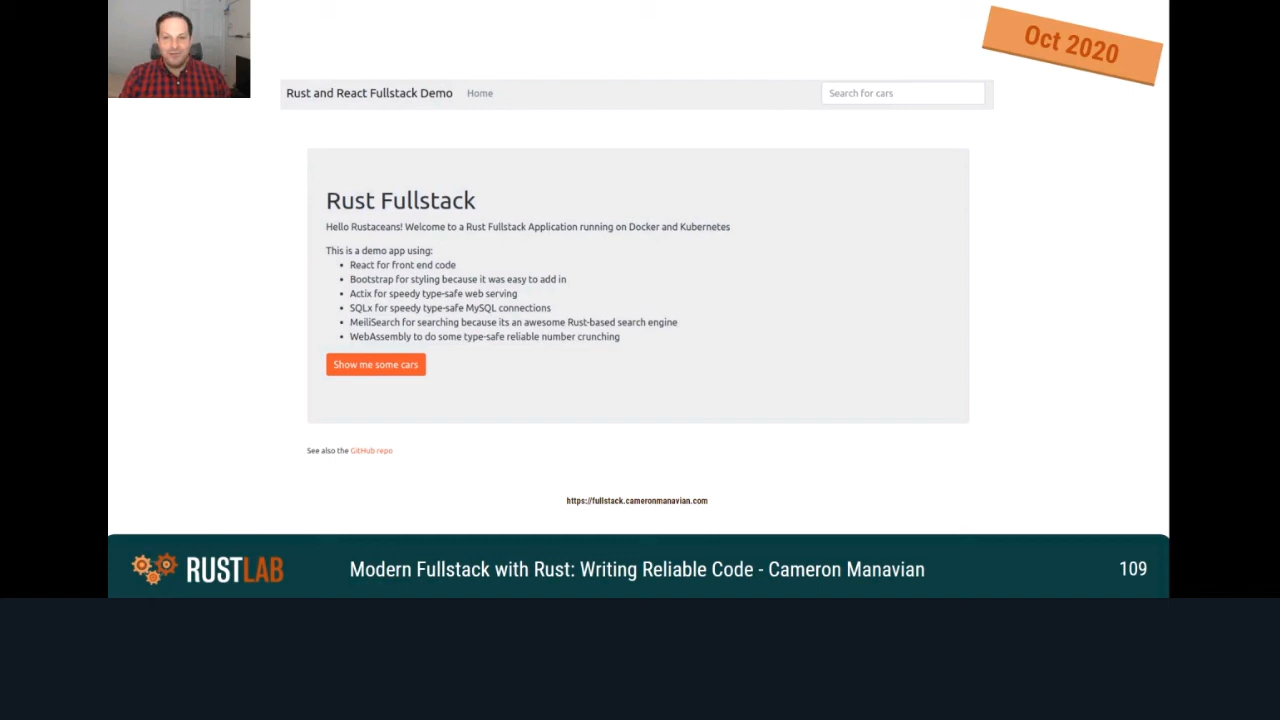 Oct 2020
Rust and React Fullstack Demo Home Search for cars
Rust Fullstack
Hello Rustaceans! Welcome to a Rust Fullstack Application running on Docker and Kubernetes
This is a demo app using:
• React for front end code
• Bootstrap for styling because it was easy to add in
• Actix for speedy type-safe web serving
• SQLx for speedy type-safe MySQL connections
• MeiliSearch for searching because its an awesome Rust-based search engine
• WebAssembly to do some type-safe reliable number crunching
Show me some cars
See also the GitHub repo
https://fullstack.cameronmanavian.com
RUSTLAB Modern Fullstack with Rust: Writing Reliable Code - Cameron Manavian 109